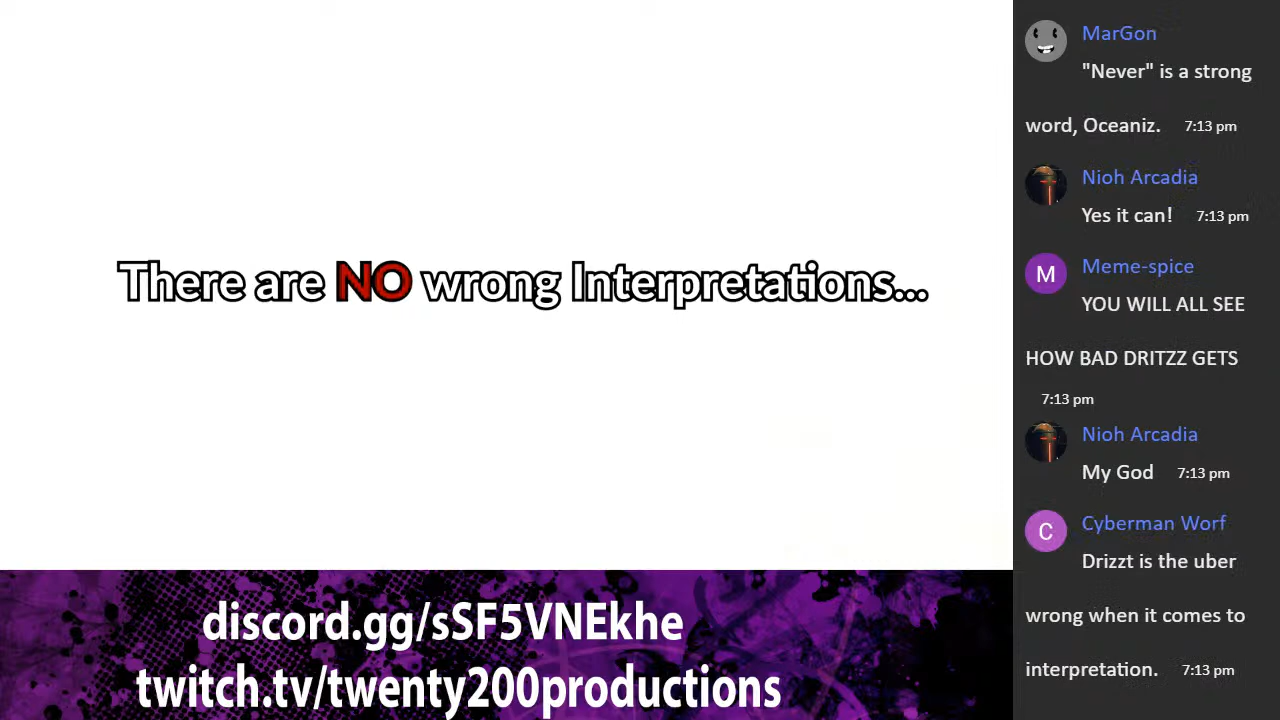 There are NO wrong Interpretations...
discord.gg/sSF5VNEkhe
twitch.tv/twenty200productions
MarGon
"Never" is a strong
word, Oceaniz. 7:13 pm
Nioh Arcadia
Yes it can! 7:13 pm
M
Meme-spice
YOU WILL ALL SEE
HOW BAD DRITZZ GETS
7:13 pm
Nioh Arcadia
My God 7:13 pm
C
Cyberman Worf
Drizzt is the uber
wrong when it comes to
interpretation. 7:13 pm